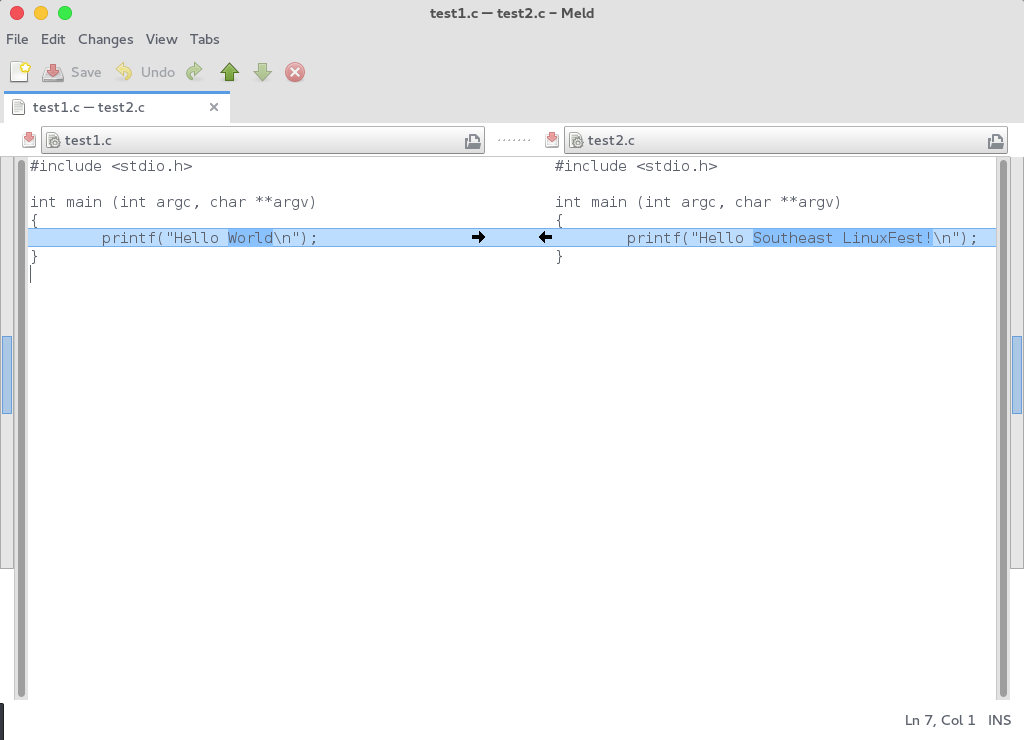 test1.c — test2.c – Meld
File Edit Changes View Tabs
Save Undo
test1.c — test2.c
test1.c
test2.c
#include <stdio.h>
int main (int argc, char **argv)
{
printf("Hello World\n");
}
#include <stdio.h>
int main (int argc, char **argv)
{
printf("Hello Southeast LinuxFest!\n");
}
Ln 7, Col 1 INS